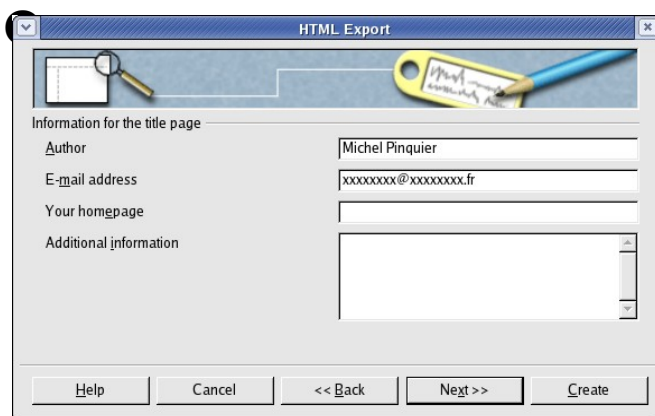 HTML Export
Information for the title page
Author
Michel Pinquier
E-mail address
xxxxxxxx@xxxxxxxx.fr
Your homepage
Additional information
Help
Cancel
<< Back
Next >>
Create